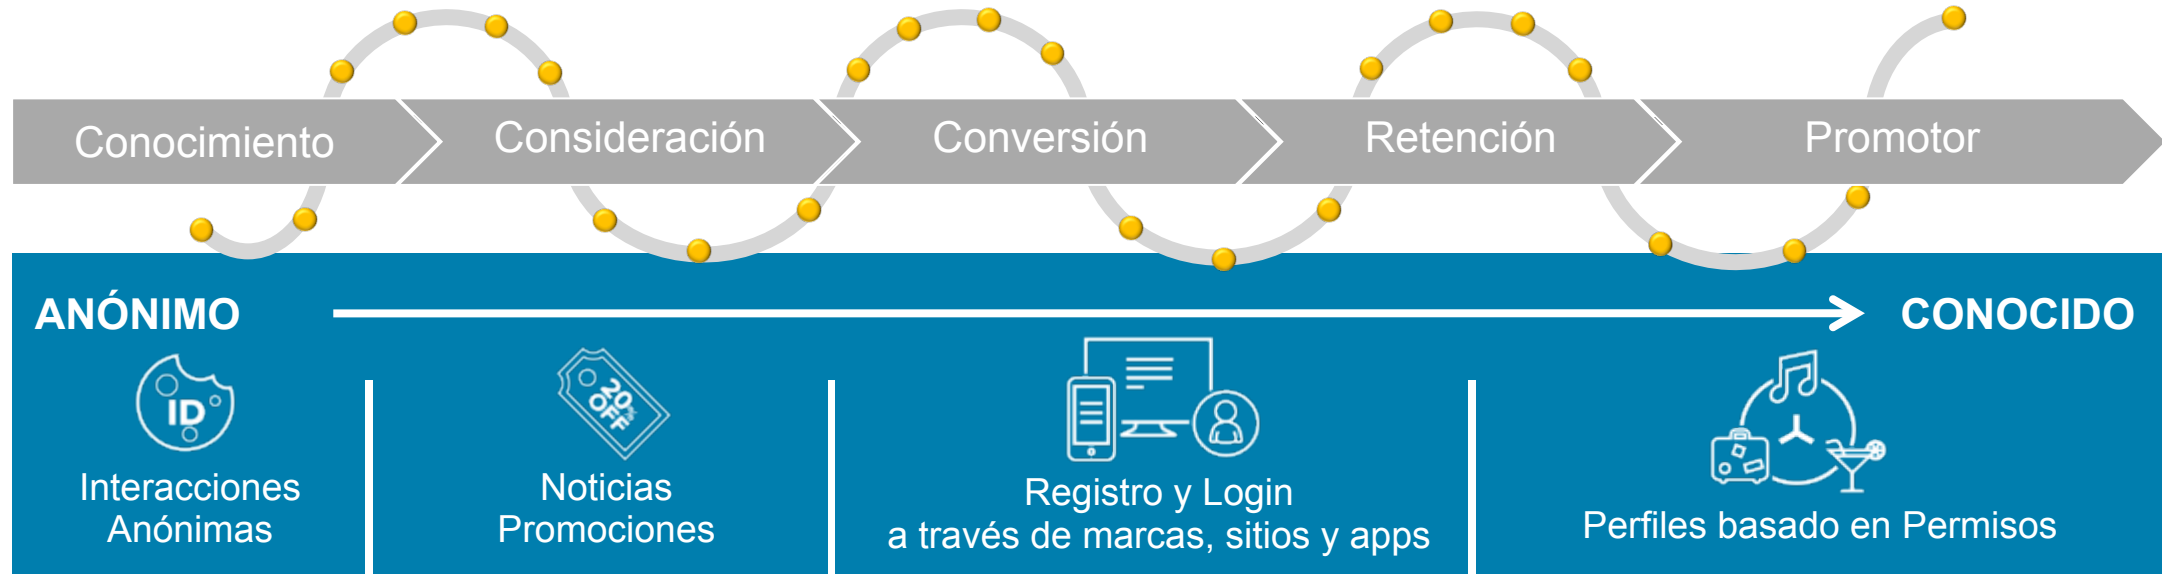 Conocimiento
Consideración
Conversión
Retención
Promotor
ANÓNIMO
CONOCIDO
ID
20%
OFF
Interacciones
Anónimas
Noticias
Promociones
Registro y Login
a través de marcas, sitios y apps
Perfiles basado en Permisos